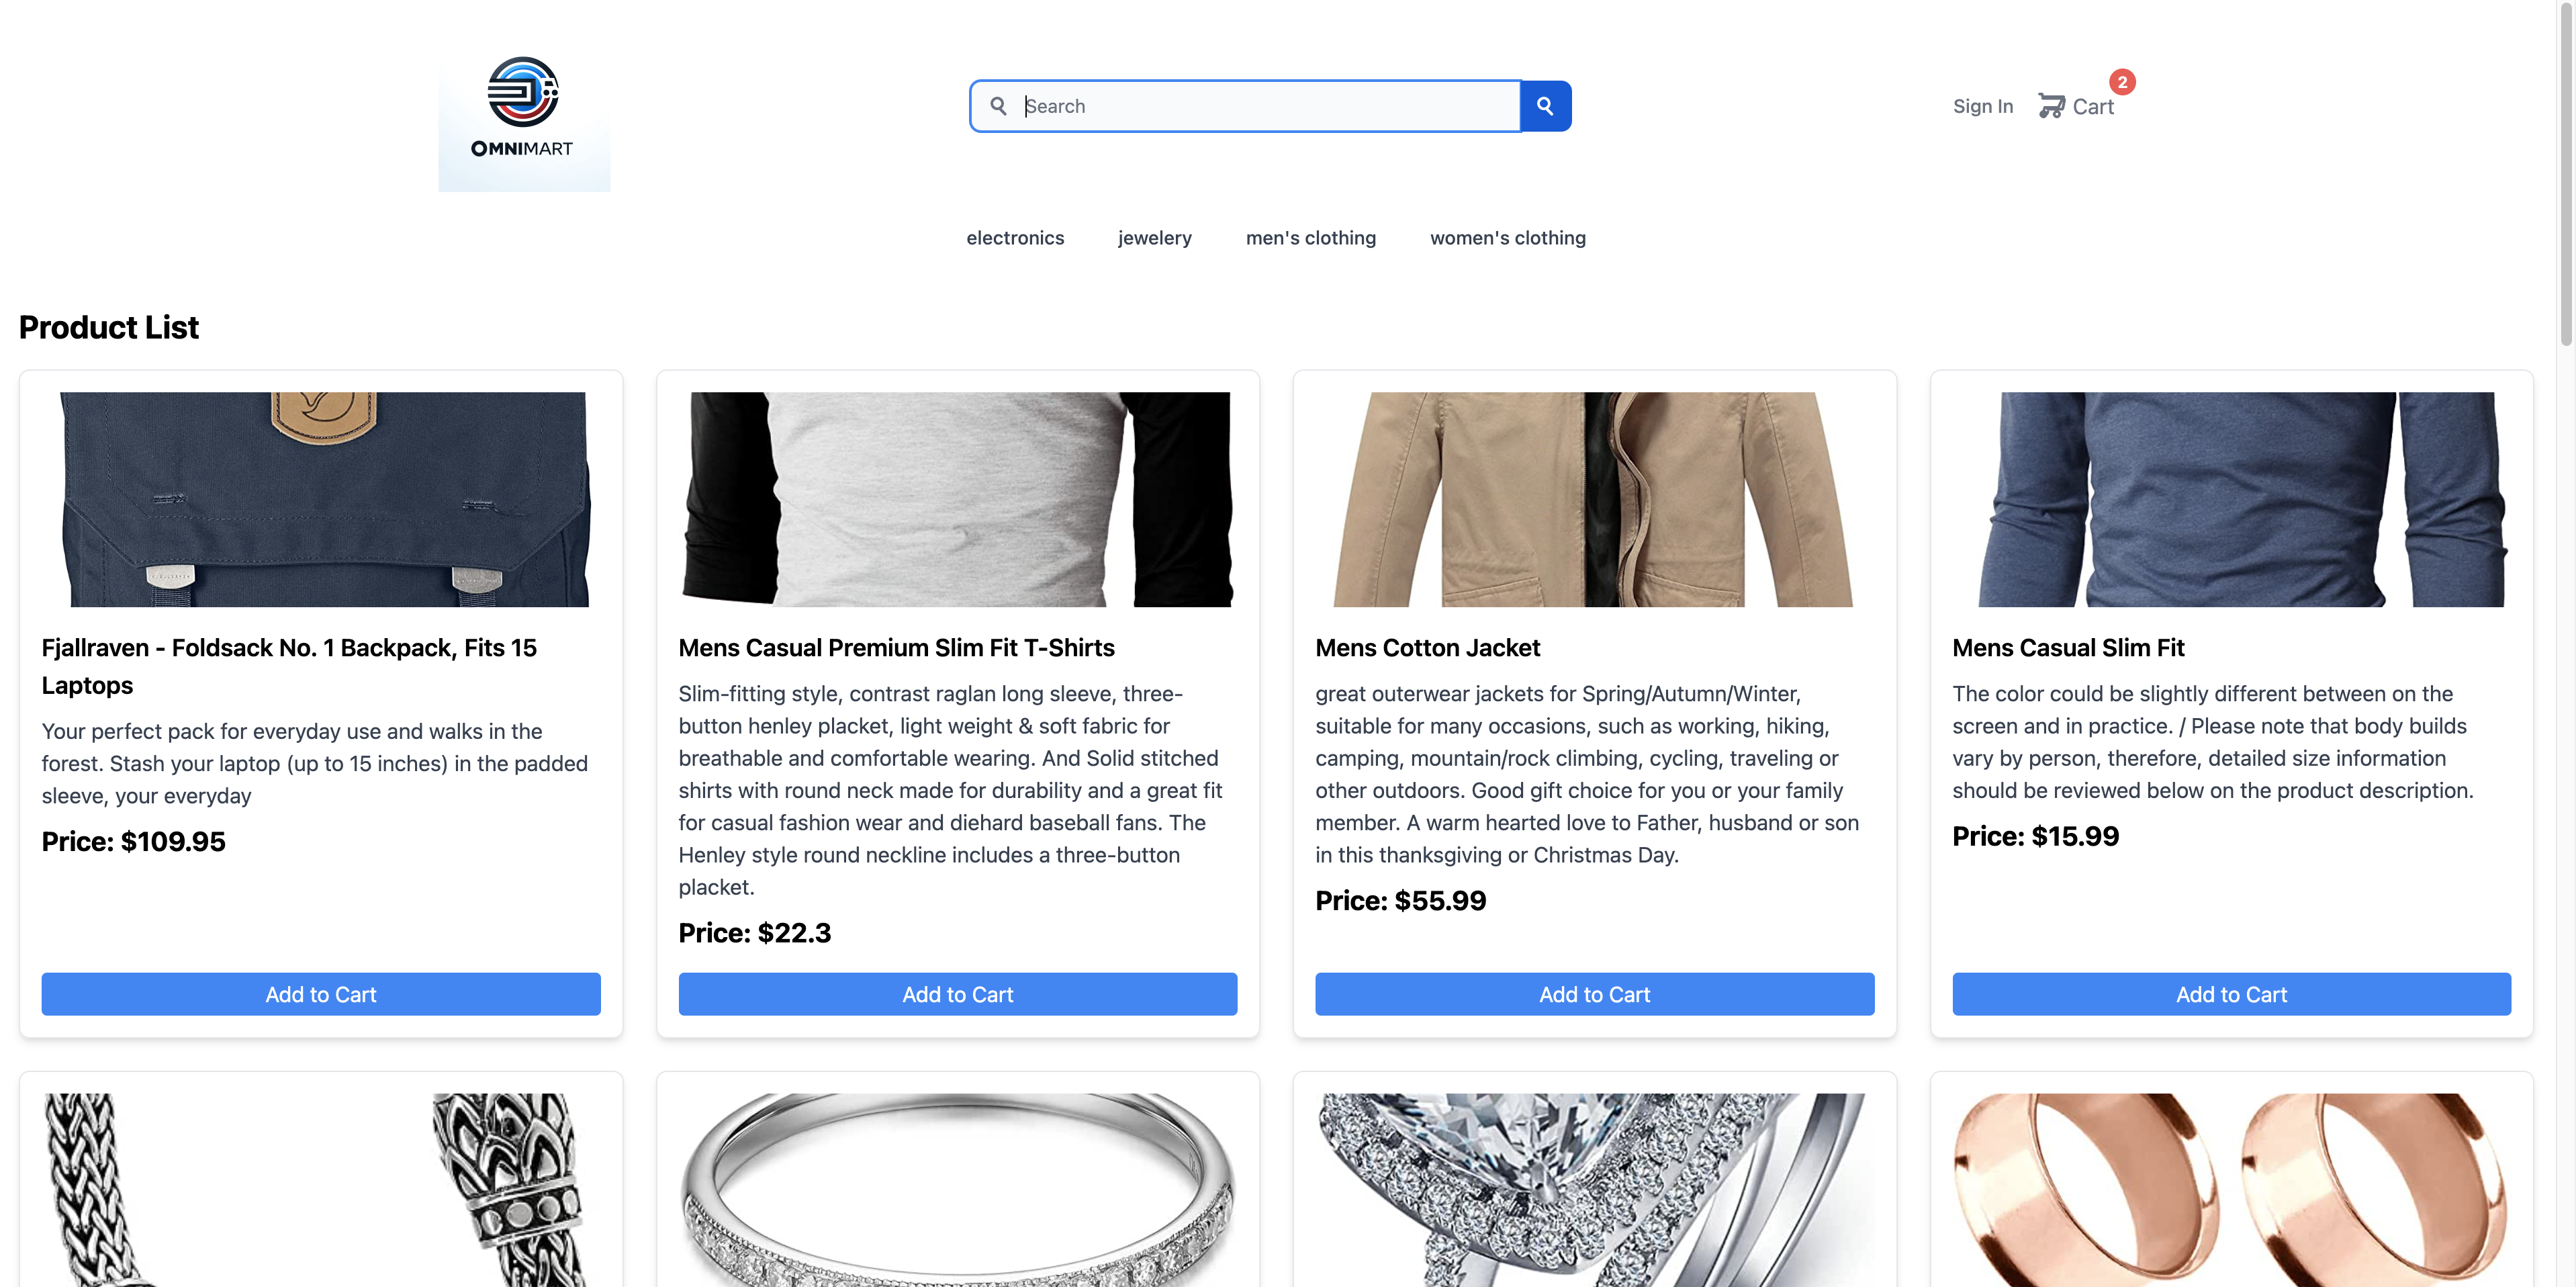 OMNIMART
Search
Sign In
Cart
2
electronics
jewelery
men's clothing
women's clothing
Product List
Fjallraven - Foldsack No. 1 Backpack, Fits 15
Laptops
Your perfect pack for everyday use and walks in the
forest. Stash your laptop (up to 15 inches) in the padded
sleeve, your everyday
Price: $109.95
Add to Cart
Mens Casual Premium Slim Fit T-Shirts
Slim-fitting style, contrast raglan long sleeve, three-
button henley placket, light weight & soft fabric for
breathable and comfortable wearing. And Solid stitched
shirts with round neck made for durability and a great fit
for casual fashion wear and diehard baseball fans. The
Henley style round neckline includes a three-button
placket.
Price: $22.3
Add to Cart
Mens Cotton Jacket
great outerwear jackets for Spring/Autumn/Winter,
suitable for many occasions, such as working, hiking,
camping, mountain/rock climbing, cycling, traveling or
other outdoors. Good gift choice for you or your family
member. A warm hearted love to Father, husband or son
in this thanksgiving or Christmas Day.
Price: $55.99
Add to Cart
Mens Casual Slim Fit
The color could be slightly different between on the
screen and in practice. / Please note that body builds
vary by person, therefore, detailed size information
should be reviewed below on the product description.
Price: $15.99
Add to Cart